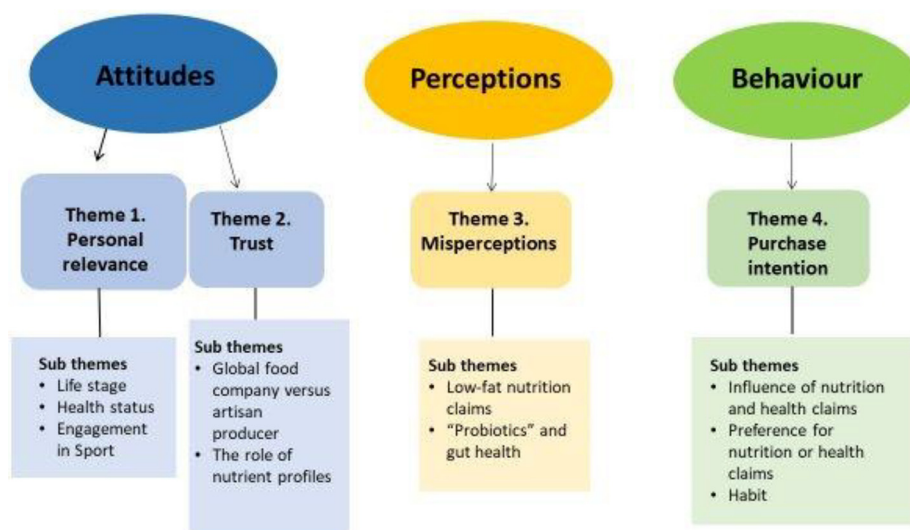 Attitudes
Perceptions
Behaviour
Theme 1.
Personal
relevance
Theme 2.
Trust
Theme 3.
Misperceptions
Theme 4.
Purchase
intention
Sub themes
• Life stage
• Health status
• Engagement
in Sport
Sub themes
• Global food
company versus
artisan
producer
• The role of
nutrient profiles
Sub themes
• Low-fat nutrition
claims
• “Probiotics” and
gut health
Sub themes
• Influence of nutrition
and health claims
• Preference for
nutrition or health
claims
• Habit